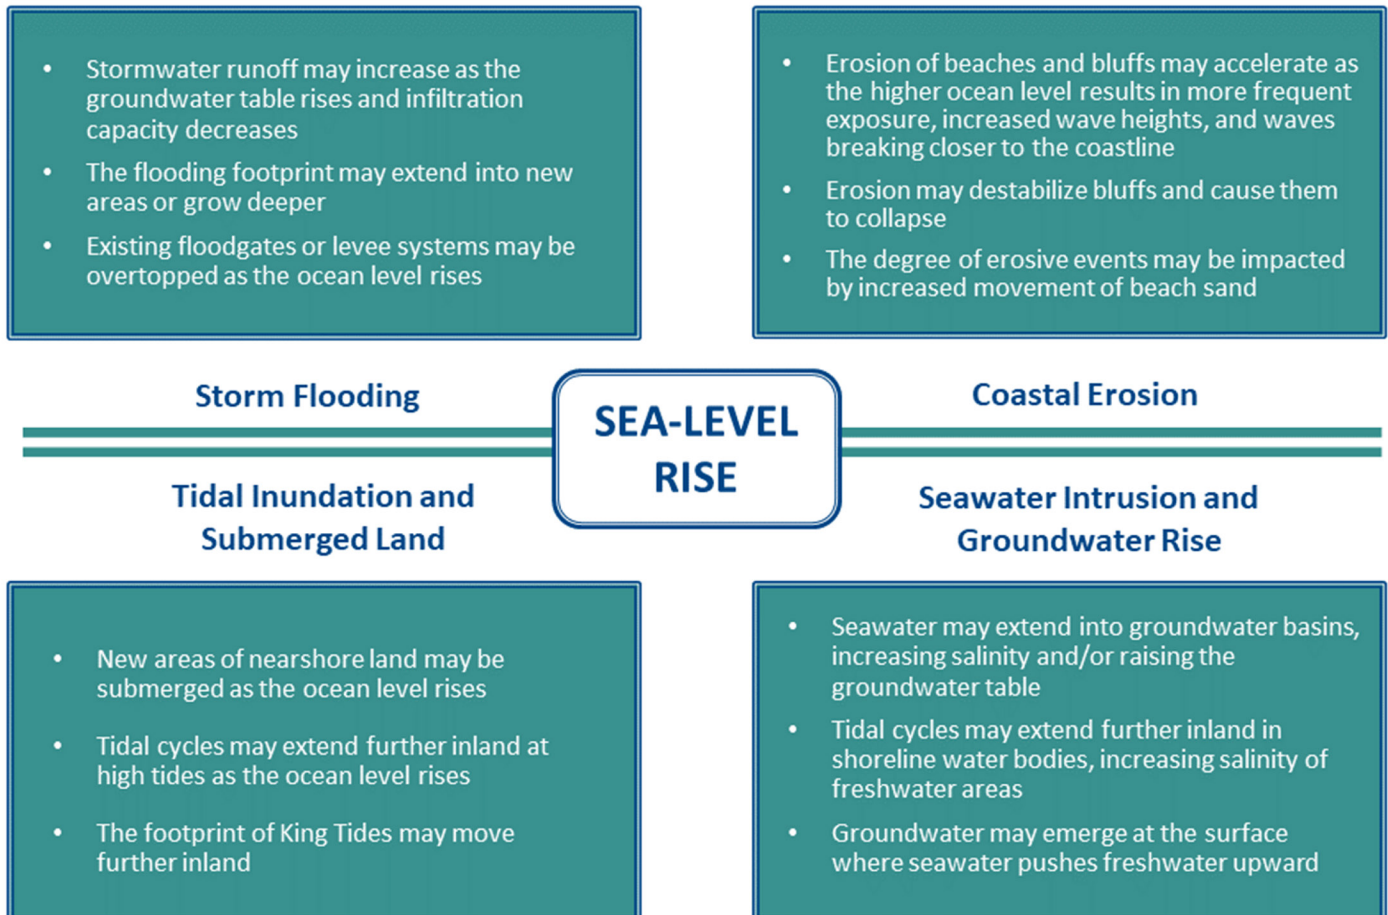 • Stormwater runoff may increase as the
groundwater table rises and infiltration
capacity decreases
• The flooding footprint may extend into new
areas or grow deeper
• Existing floodgates or levee systems may be
overtopped as the ocean level rises
• Erosion of beaches and bluffs may accelerate as
the higher ocean level results in more frequent
exposure, increased wave heights, and waves
breaking closer to the coastline
• Erosion may destabilize bluffs and cause them
to collapse
• The degree of erosive events may be impacted
by increased movement of beach sand
Storm Flooding
SEA-LEVEL
RISE
Coastal Erosion
Tidal Inundation and
Submerged Land
Seawater Intrusion and
Groundwater Rise
• New areas of nearshore land may be
submerged as the ocean level rises
• Tidal cycles may extend further inland at
high tides as the ocean level rises
• The footprint of King Tides may move
further inland
• Seawater may extend into groundwater basins,
increasing salinity and/or raising the
groundwater table
• Tidal cycles may extend further inland in
shoreline water bodies, increasing salinity of
freshwater areas
• Groundwater may emerge at the surface
where seawater pushes freshwater upward